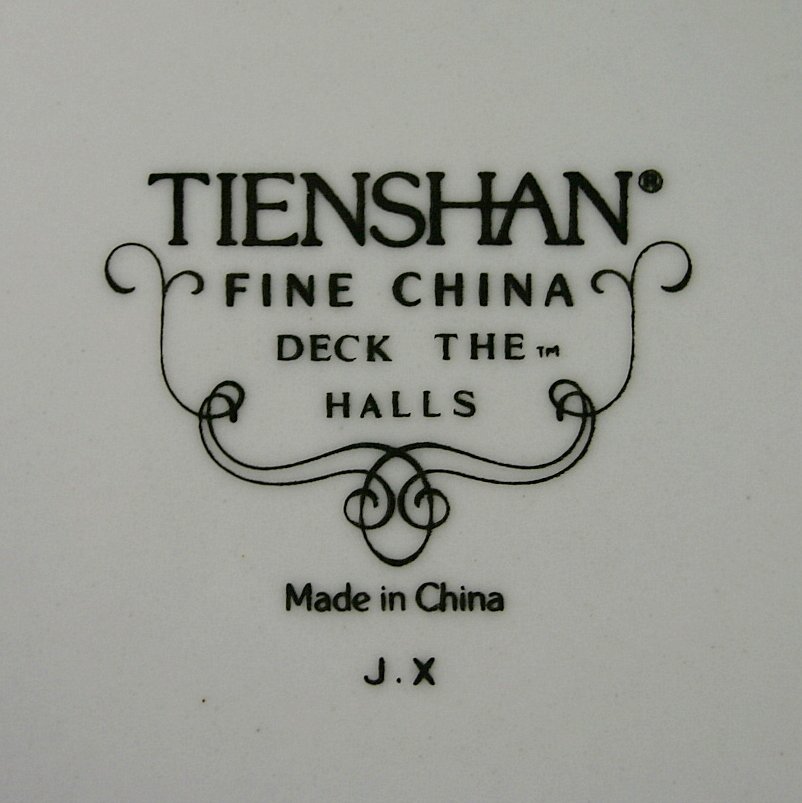 TIENSHAN®
FINE CHINA
DECK THE™
HALLS
Made in China
J.X